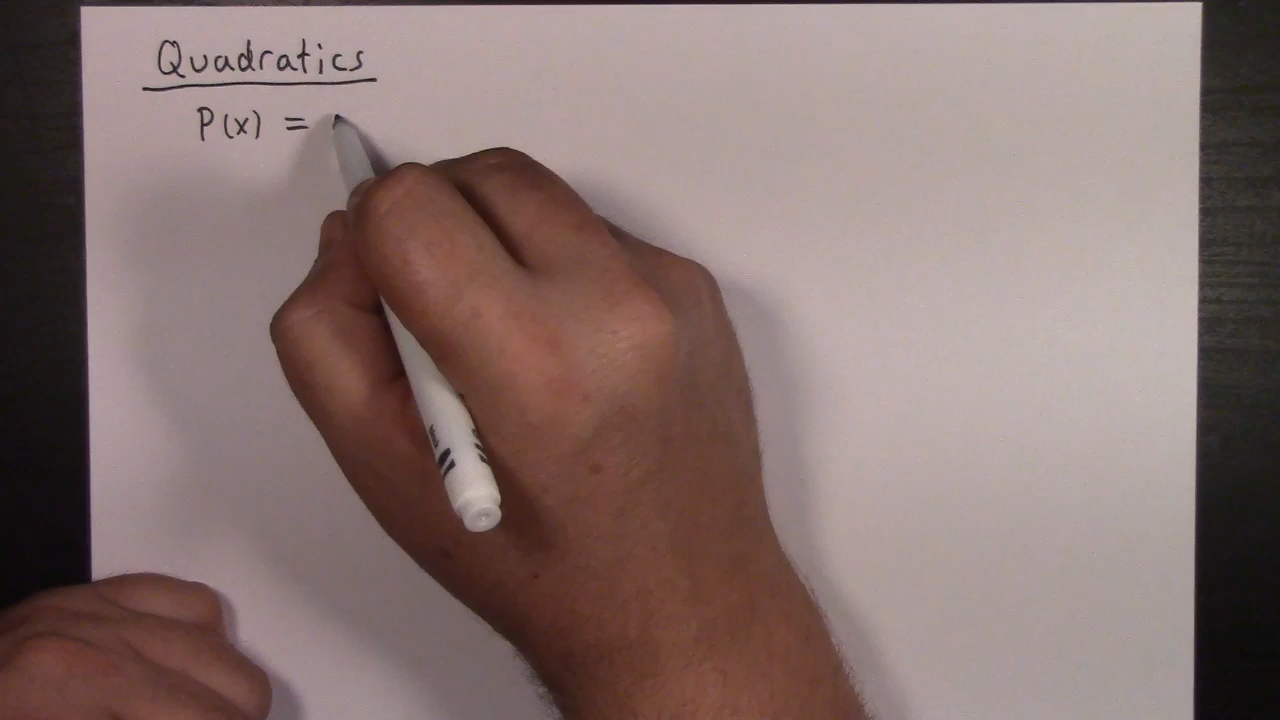 Quadratics
P(x) =